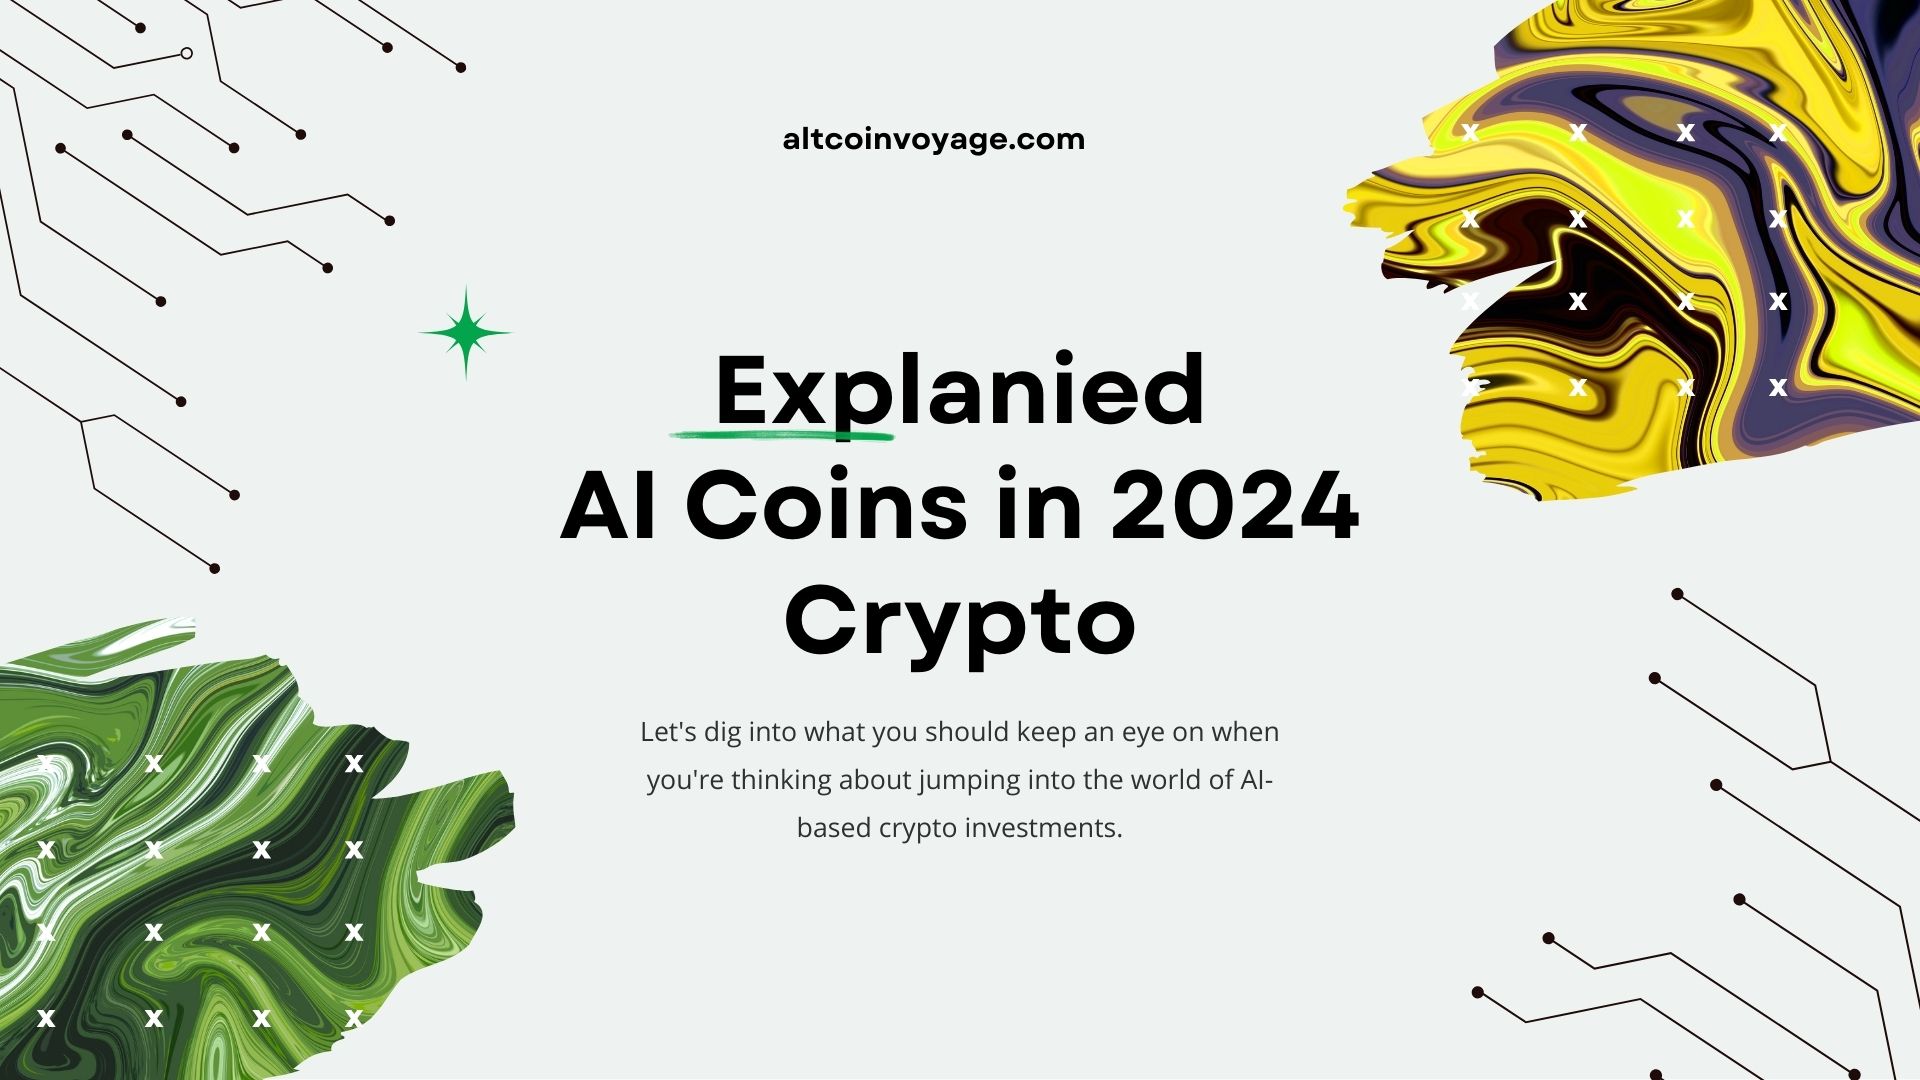 altcoinvoyage.com
Explanied
AI Coins in 2024
Crypto
Let's dig into what you should keep an eye on when
you're thinking about jumping into the world of AI-
based crypto investments.